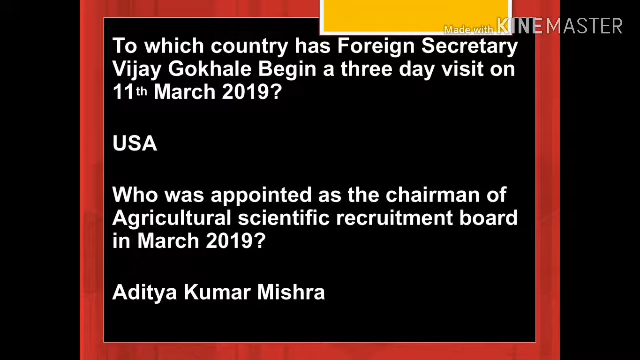 Made with KINEMASTER
To which country has Foreign Secretary
Vijay Gokhale Begin a three day visit on
11th March 2019?
USA
Who was appointed as the chairman of
Agricultural scientific recruitment board
in March 2019?
Aditya Kumar Mishra